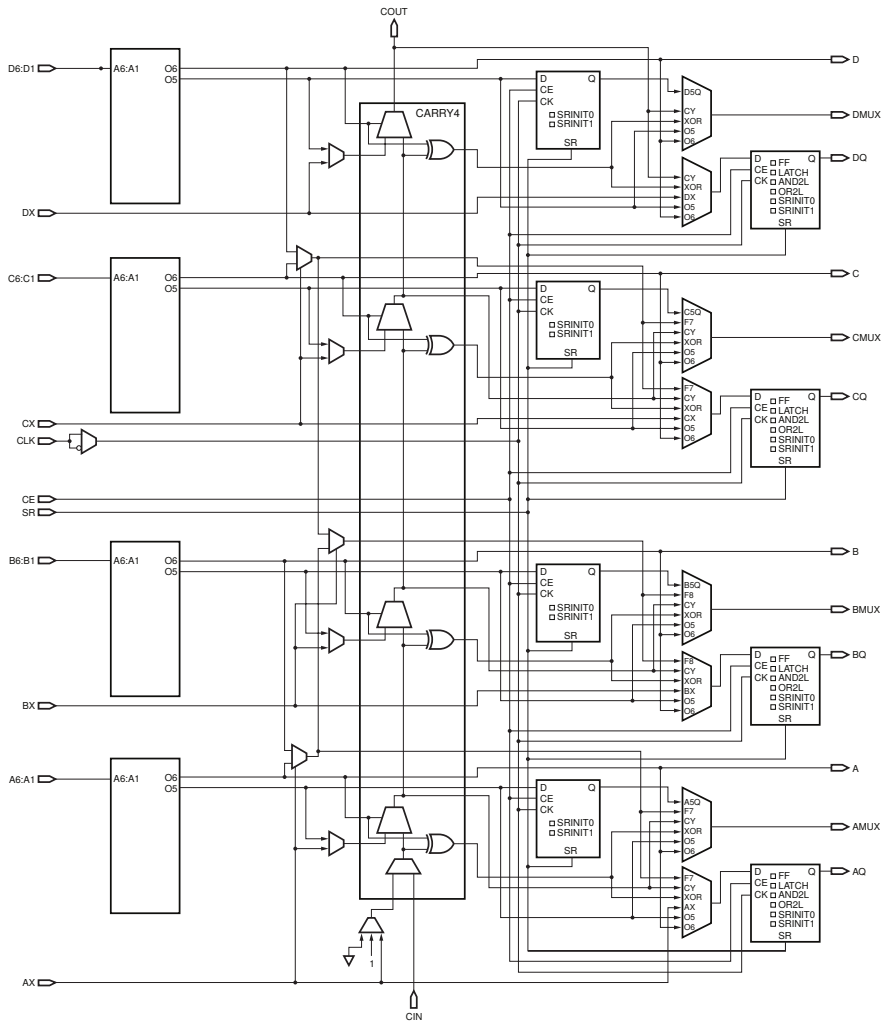 COUT
D6:D1
A6:A1
O6
O5
CARRY4
D
CE
CK
Q
SRINIT0
SRINIT1
SR
D5Q
CY
XOR
O5
O6
D
DMUX
CY
XOR
DX
O5
O6
D
CE
CK
FF
LATCH
AND2L
OR2L
SRINIT0
SRINIT1
Q
SR
DQ
DX
C6:C1
A6:A1
O6
O5
D
CE
CK
Q
SRINIT0
SRINIT1
SR
C5Q
F7
CY
XOR
O5
O6
C
CMUX
F7
CY
XOR
CX
O5
O6
D
CE
CK
FF
LATCH
AND2L
OR2L
SRINIT0
SRINIT1
Q
SR
CQ
CX
CLK
CE
SR
B6:B1
A6:A1
O6
O5
D
CE
CK
Q
SRINIT0
SRINIT1
SR
B5Q
F8
CY
XOR
O5
O6
B
BMUX
F8
CY
XOR
BX
O5
O6
D
CE
CK
FF
LATCH
AND2L
OR2L
SRINIT0
SRINIT1
Q
SR
BQ
BX
A6:A1
A6:A1
O6
O5
D
CE
CK
Q
SRINIT0
SRINIT1
SR
A5Q
F7
CY
XOR
O5
O6
A
AMUX
F7
CY
XOR
AX
O5
O6
D
CE
CK
FF
LATCH
AND2L
OR2L
SRINIT0
SRINIT1
Q
SR
AQ
1
AX
CIN